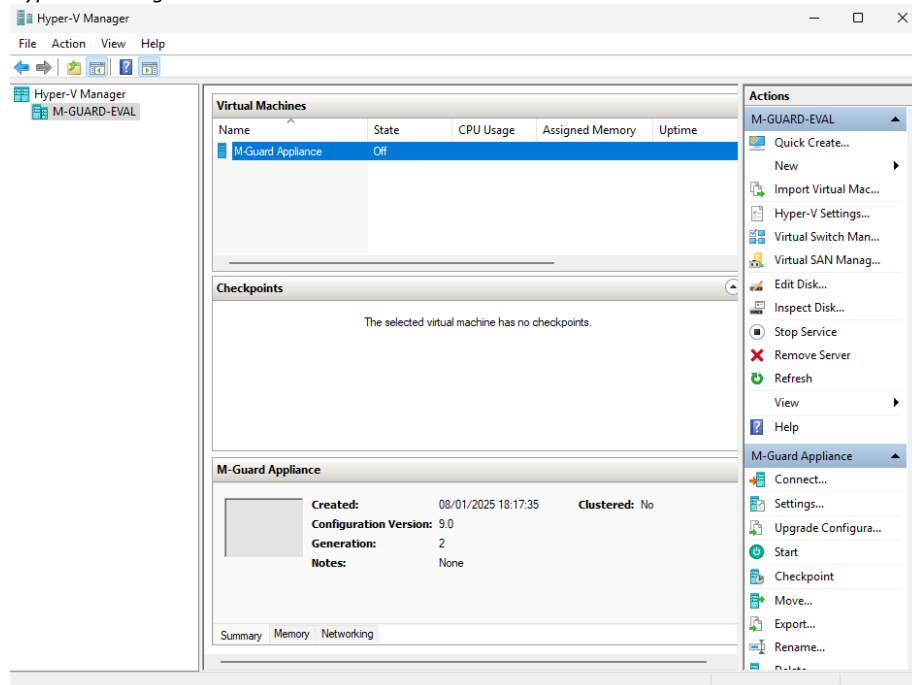 Hyper-V Manager
File Action View Help
Hyper-V Manager
M-GUARD-EVAL
Virtual Machines
Name State CPU Usage Assigned Memory Uptime
M-Guard Appliance Off
Checkpoints
The selected virtual machine has no checkpoints.
M-Guard Appliance
Created: 08/01/2025 18:17:35 Clustered: No
Configuration Version: 9.0
Generation: 2
Notes: None
Summary Memory Networking
Actions
M-GUARD-EVAL
Quick Create...
New
Import Virtual Mac...
Hyper-V Settings...
Virtual Switch Man...
Virtual SAN Manag...
Edit Disk...
Inspect Disk...
Stop Service
Remove Server
Refresh
View
Help
M-Guard Appliance
Connect...
Settings...
Upgrade Configura...
Start
Checkpoint
Move...
Export...
Rename...